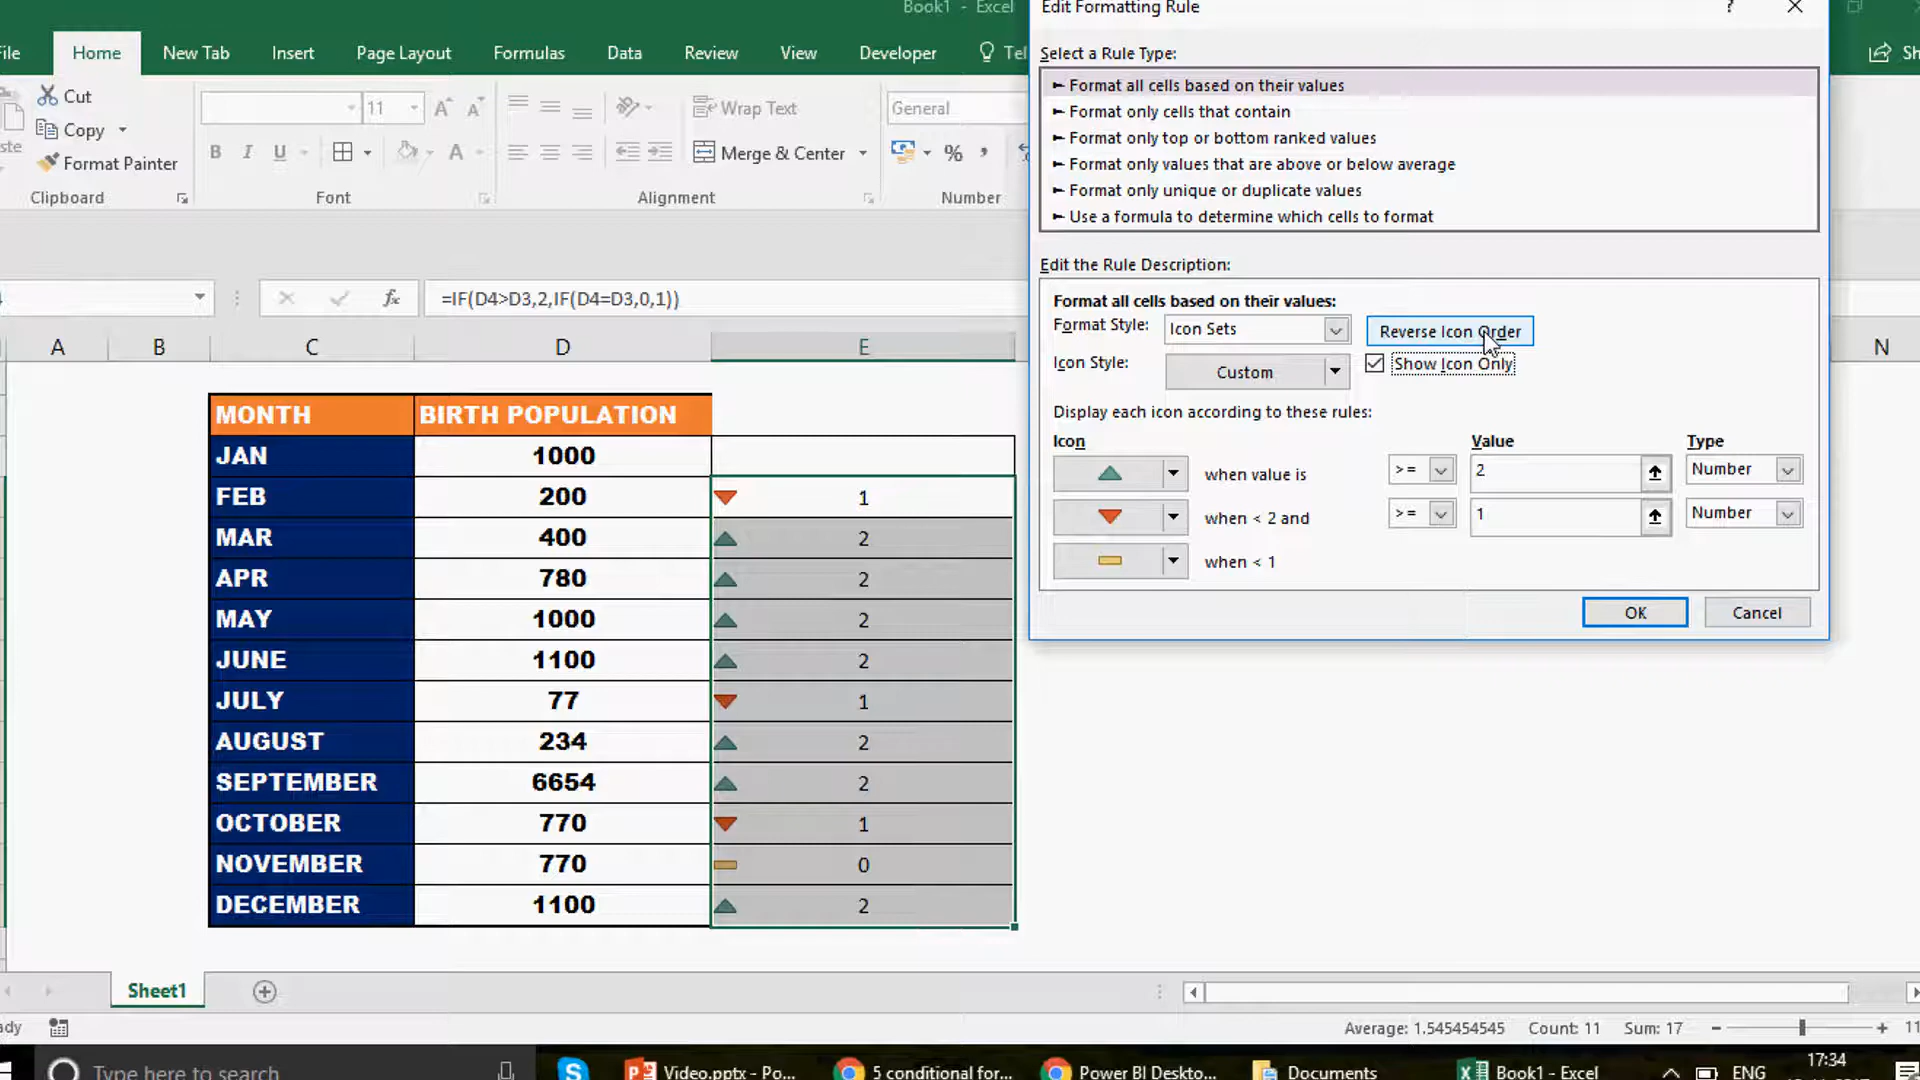 Book1 - Excel
File Home New Tab Insert Page Layout Formulas Data Review View Developer Tel
Cut
Copy
Format Painter
Clipboard
11
B I U
Font
Wrap Text
Merge & Center
Alignment
General
%
Number
fx =IF(D4>D3,2,IF(D4=D3,0,1))
A B C D E N
MONTH BIRTH POPULATION
JAN 1000
FEB 200 1
MAR 400 2
APR 780 2
MAY 1000 2
JUNE 1100 2
JULY 77 1
AUGUST 234 2
SEPTEMBER 6654 2
OCTOBER 770 1
NOVEMBER 770 0
DECEMBER 1100 2
Edit Formatting Rule
?
Select a Rule Type:
► Format all cells based on their values
► Format only cells that contain
► Format only top or bottom ranked values
► Format only values that are above or below average
► Format only unique or duplicate values
► Use a formula to determine which cells to format
Edit the Rule Description:
Format all cells based on their values:
Format Style: Icon Sets Reverse Icon Order
Icon Style: Custom Show Icon Only
Display each icon according to these rules:
Icon Value Type
when value is >= 2 Number
when < 2 and >= 1 Number
when < 1
OK Cancel
Sheet1
Average: 1.545454545 Count: 11 Sum: 17
Type here to search
Video.pptx - Po...
5 conditional for...
Power BI Deskto...
Documents
Book1 - Excel
ENG
17:34